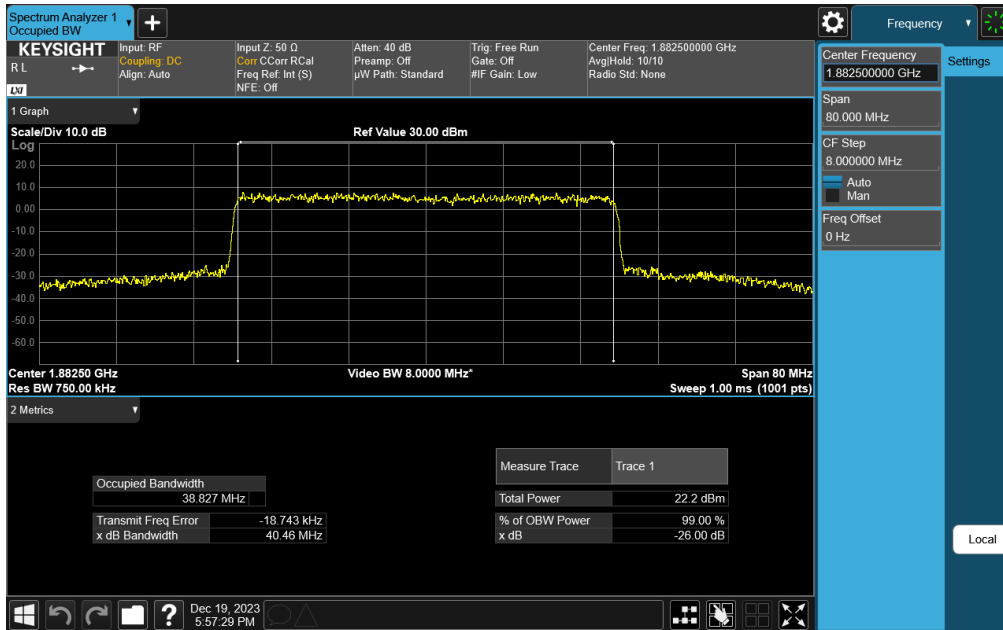 Spectrum Analyzer 1
Occupied BW
Frequency
KEYSIGHT
R L
LXI
Input: RF
Coupling: DC
Align: Auto
Input Z: 50 Ω
Corr CCorr RCal
Freq Ref: Int (S)
NFE: Off
Atten: 40 dB
Preamp: Off
µW Path: Standard
Trig: Free Run
Gate: Off
#IF Gain: Low
Center Freq: 1.882500000 GHz
Avg|Hold: 10/10
Radio Std: None
Center Frequency
1.882500000 GHz
Settings
Span
80.000 MHz
CF Step
8.000000 MHz
Auto
Man
Freq Offset
0 Hz
Local
1 Graph
Scale/Div 10.0 dB
Ref Value 30.00 dBm
Log
20.0
10.0
0.00
-10.0
-20.0
-30.0
-40.0
-50.0
-60.0
Center 1.88250 GHz
Video BW 8.0000 MHz*
Span 80 MHz
Res BW 750.00 kHz
Sweep 1.00 ms (1001 pts)
2 Metrics
Measure Trace
Trace 1
Occupied Bandwidth
38.827 MHz
Total Power
22.2 dBm
Transmit Freq Error
-18.743 kHz
% of OBW Power
99.00 %
x dB Bandwidth
40.46 MHz
x dB
-26.00 dB
?
Dec 19, 2023
5:57:29 PM